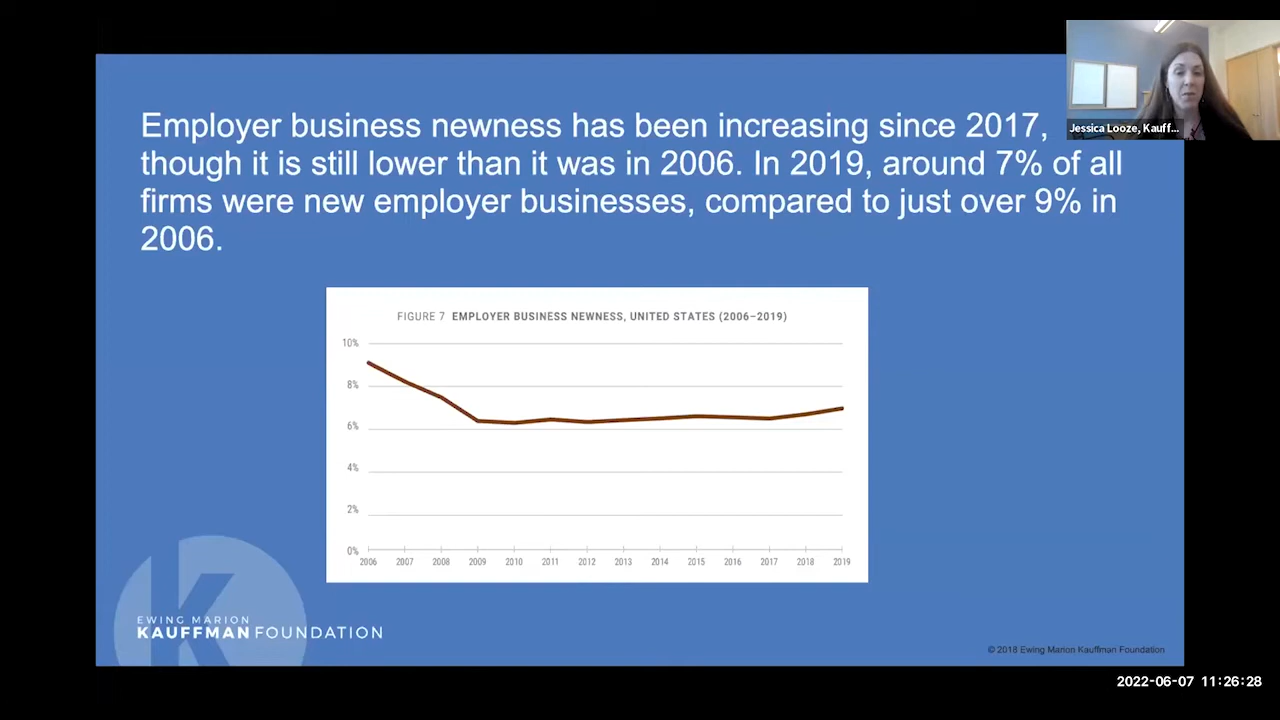 Jessica Looze, Kauff...
Employer business newness has been increasing since 2017,
though it is still lower than it was in 2006. In 2019, around 7% of all
firms were new employer businesses, compared to just over 9% in
2006.
FIGURE 7 EMPLOYER BUSINESS NEWNESS, UNITED STATES (2006–2019)
10%
8%
6%
4%
2%
0%
2006 2007 2008 2009 2010 2011 2012 2013 2014 2015 2016 2017 2018 2019
EWING MARION
KAUFFMAN FOUNDATION
© 2018 Ewing Marion Kauffman Foundation
2022-06-07 11:26:28